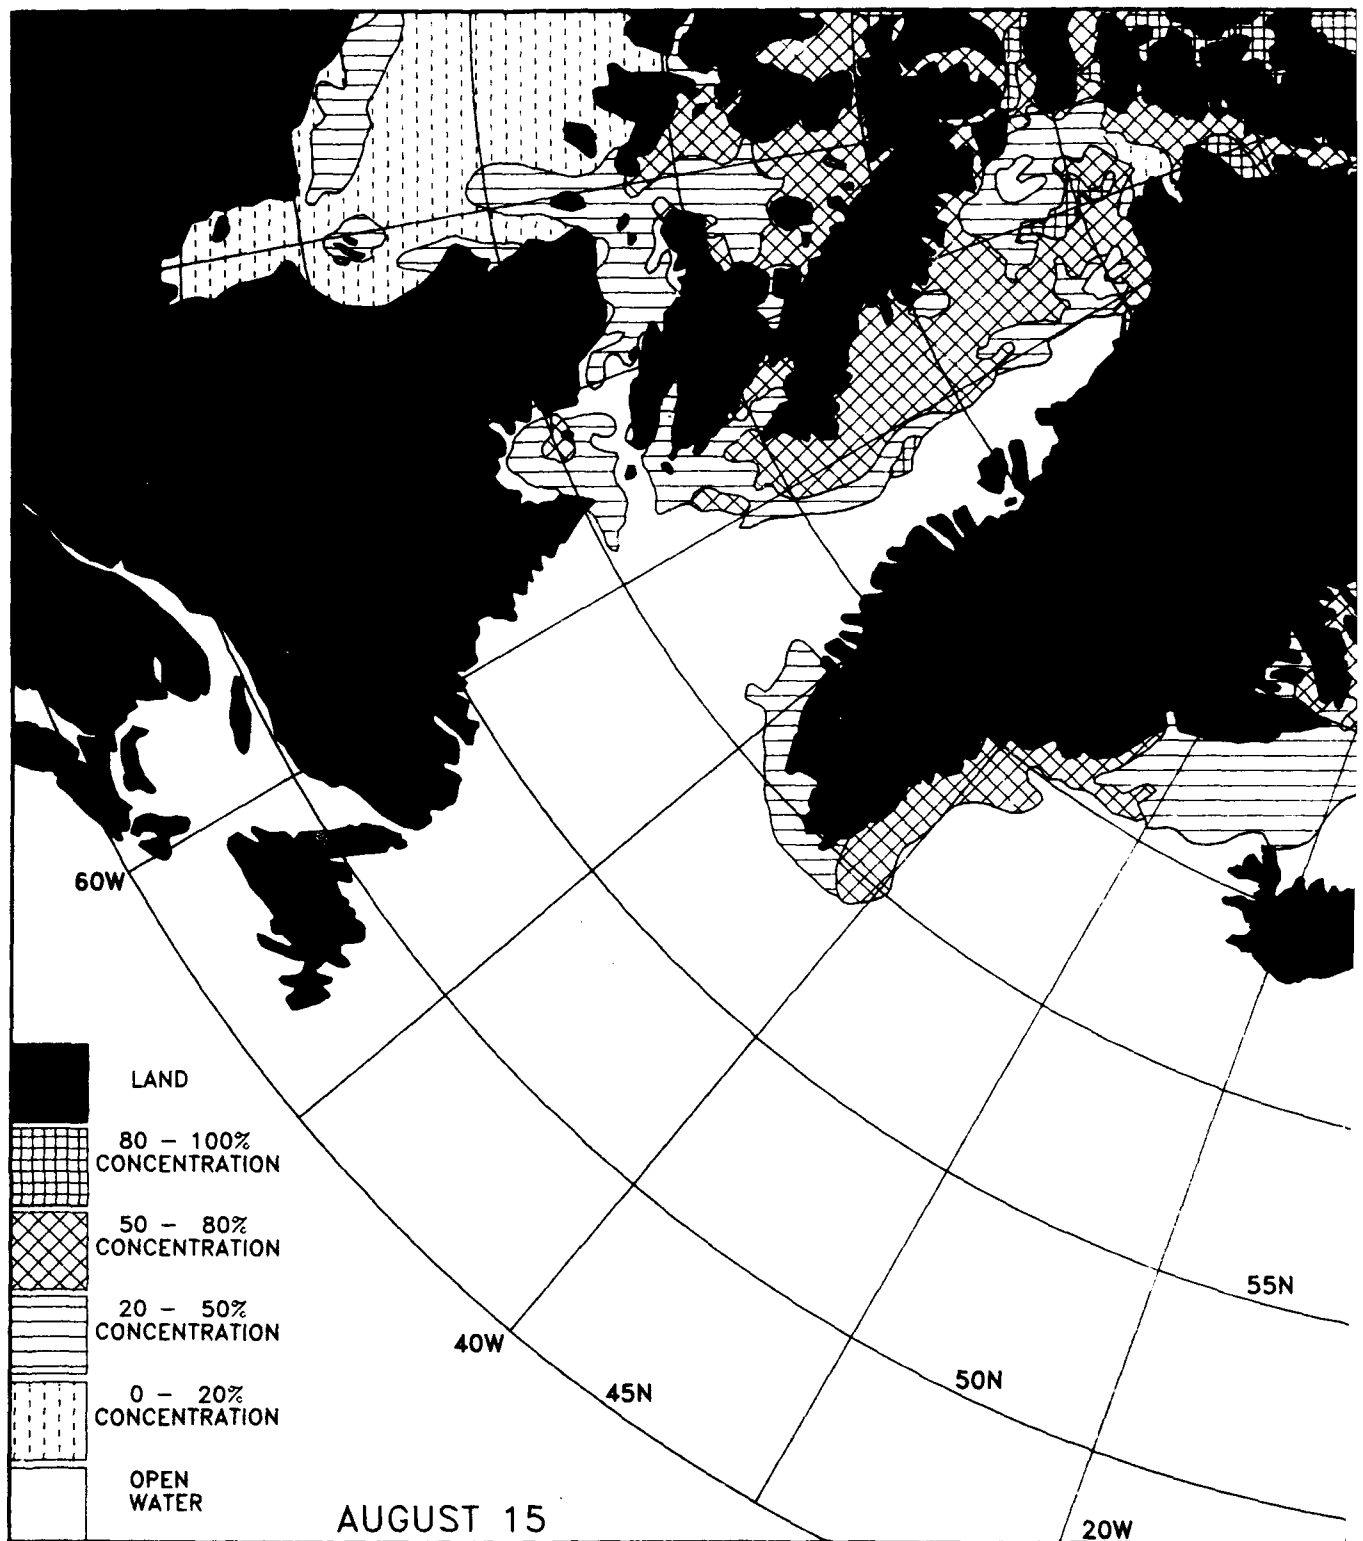 60W
LAND
80 - 100%
CONCENTRATION
50 - 80%
CONCENTRATION
20 - 50%
CONCENTRATION
0 - 20%
CONCENTRATION
OPEN
WATER
AUGUST 15
40W
45N
50N
55N
20W